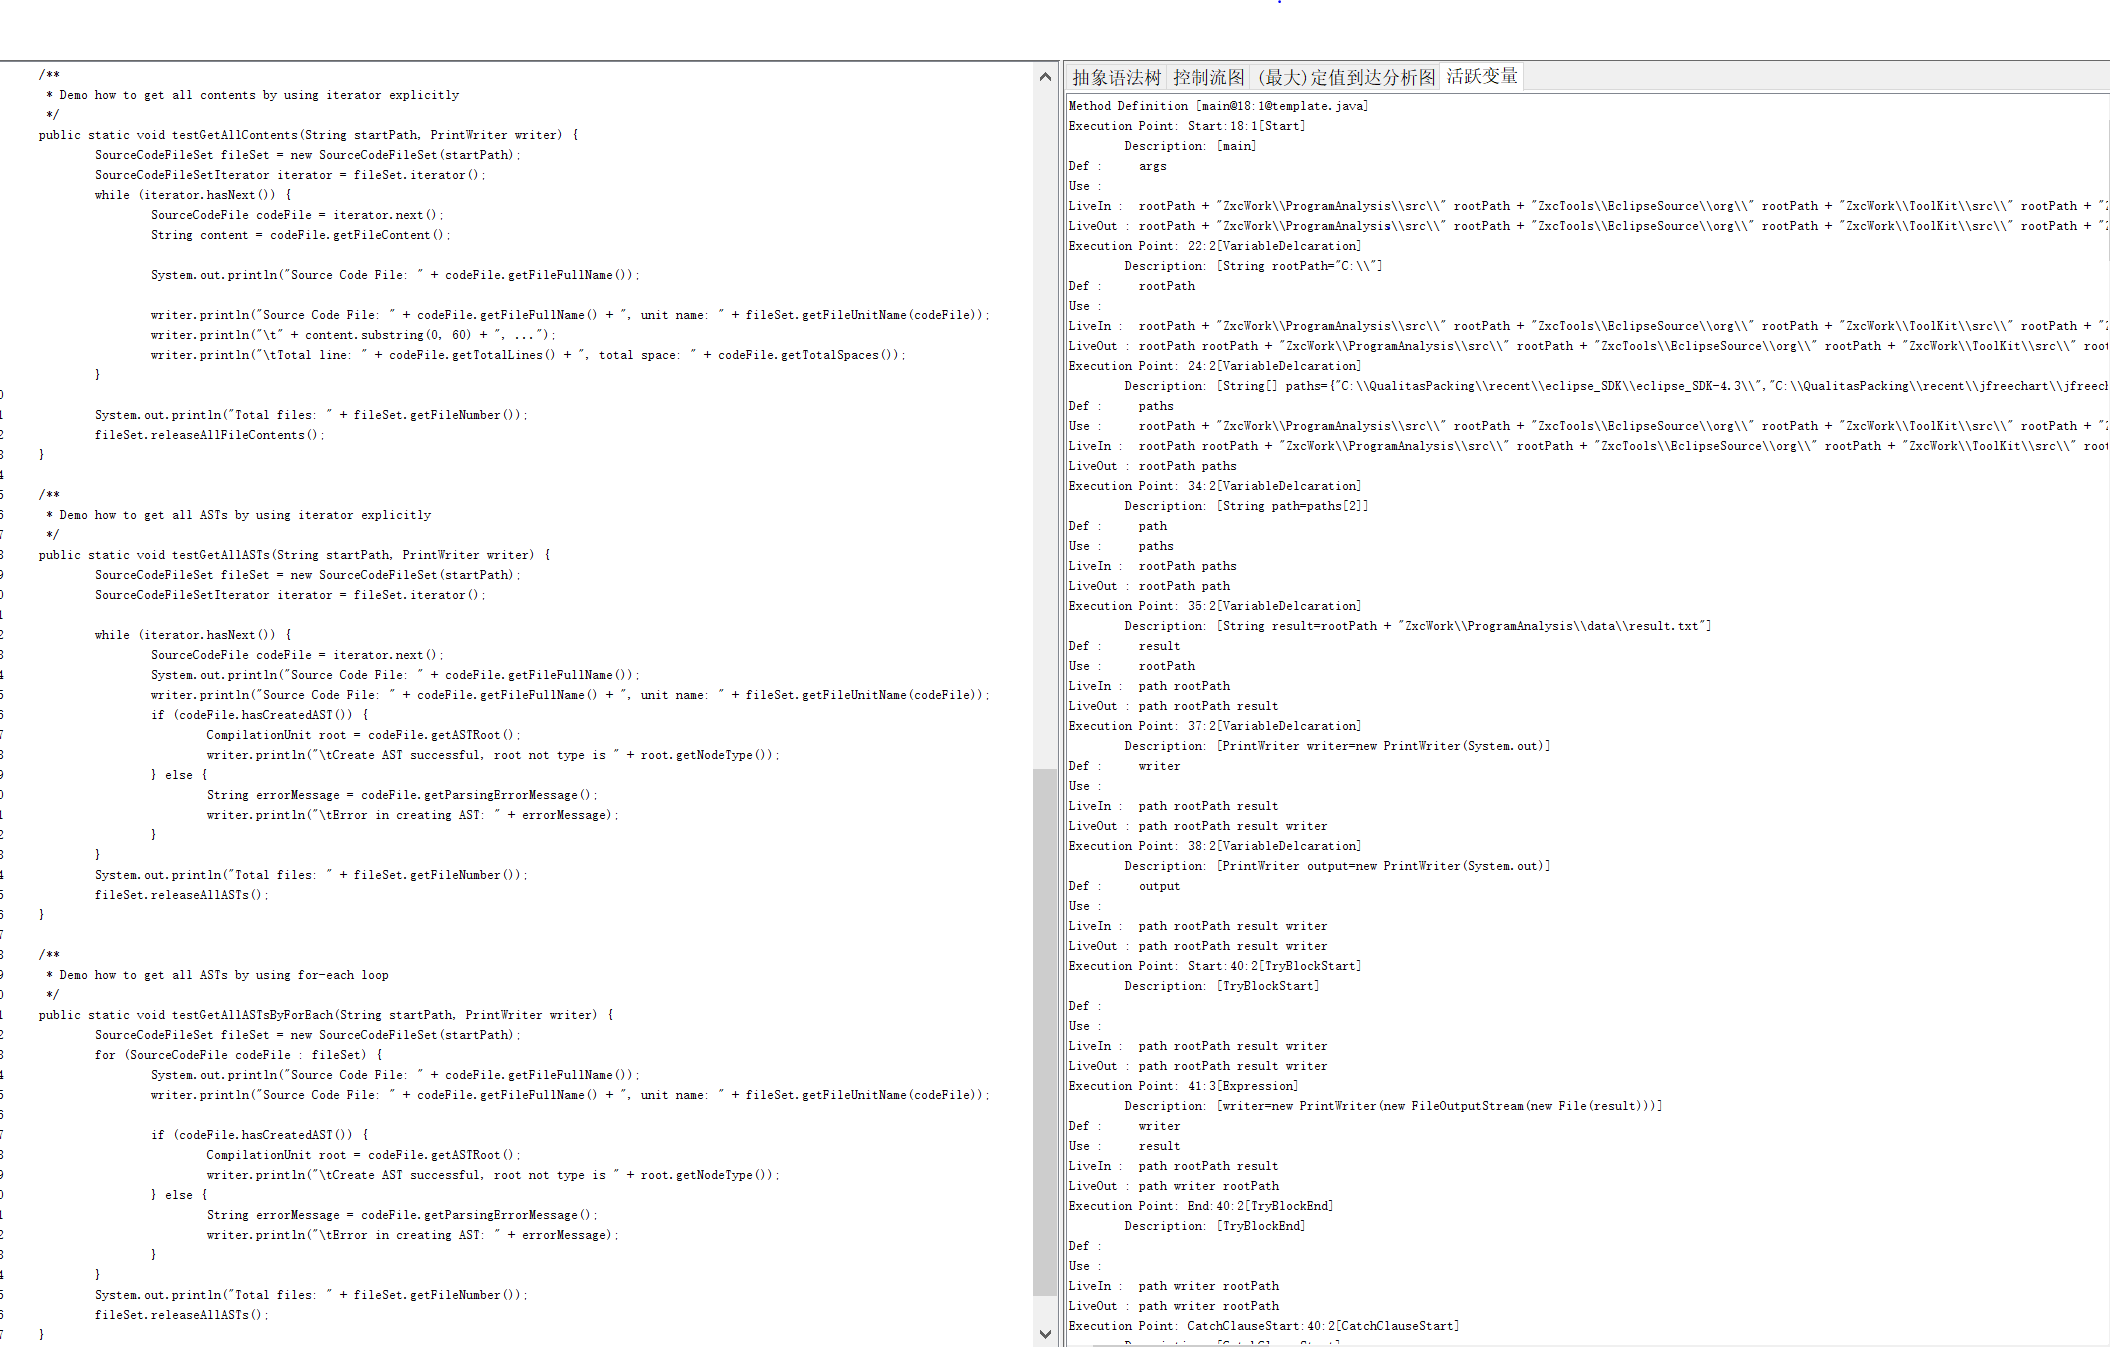 /**
 * Demo how to get all contents by using iterator explicitly
 */
public static void testGetAllContents(String startPath, PrintWriter writer) {
SourceCodeFileSet fileSet = new SourceCodeFileSet(startPath);
SourceCodeFileSetIterator iterator = fileSet.iterator();
while (iterator.hasNext()) {
SourceCodeFile codeFile = iterator.next();
String content = codeFile.getFileContent();
System.out.println("Source Code File: " + codeFile.getFileFullName());
writer.println("Source Code File: " + codeFile.getFileFullName() + ", unit name: " + fileSet.getFileUnitName(codeFile));
writer.println("\t" + content.substring(0, 60) + ", ...");
writer.println("\tTotal line: " + codeFile.getTotalLines() + ", total space: " + codeFile.getTotalSpaces());
}
System.out.println("Total files: " + fileSet.getFileNumber());
fileSet.releaseAllFileContents();
}
/**
 * Demo how to get all ASTs by using iterator explicitly
 */
public static void testGetAllASTs(String startPath, PrintWriter writer) {
SourceCodeFileSet fileSet = new SourceCodeFileSet(startPath);
SourceCodeFileSetIterator iterator = fileSet.iterator();
while (iterator.hasNext()) {
SourceCodeFile codeFile = iterator.next();
System.out.println("Source Code File: " + codeFile.getFileFullName());
writer.println("Source Code File: " + codeFile.getFileFullName() + ", unit name: " + fileSet.getFileUnitName(codeFile));
if (codeFile.hasCreatedAST()) {
CompilationUnit root = codeFile.getASTRoot();
writer.println("\tCreate AST successful, root not type is " + root.getNodeType());
} else {
String errorMessage = codeFile.getParsingErrorMessage();
writer.println("\tError in creating AST: " + errorMessage);
}
}
System.out.println("Total files: " + fileSet.getFileNumber());
fileSet.releaseAllASTs();
}
/**
 * Demo how to get all ASTs by using for-each loop
 */
public static void testGetAllASTsByForEach(String startPath, PrintWriter writer) {
SourceCodeFileSet fileSet = new SourceCodeFileSet(startPath);
for (SourceCodeFile codeFile : fileSet) {
System.out.println("Source Code File: " + codeFile.getFileFullName());
writer.println("Source Code File: " + codeFile.getFileFullName() + ", unit name: " + fileSet.getFileUnitName(codeFile));
if (codeFile.hasCreatedAST()) {
CompilationUnit root = codeFile.getASTRoot();
writer.println("\tCreate AST successful, root not type is " + root.getNodeType());
} else {
String errorMessage = codeFile.getParsingErrorMessage();
writer.println("\tError in creating AST: " + errorMessage);
}
}
System.out.println("Total files: " + fileSet.getFileNumber());
fileSet.releaseAllASTs();
}
抽象语法树 控制流图 (最大)定值到达分析图 活跃变量
Method Definition [main@18:1@template.java]
Execution Point: Start:18:1[Start]
Description: [main]
Def : args
Use :
LiveIn : rootPath + "ZxcWork\\ProgramAnalysis\\src\\" rootPath + "ZxcTools\\EclipseSource\\org\\" rootPath + "ZxcWork\\ToolKit\\src\\" rootPath + "
LiveOut : rootPath + "ZxcWork\\ProgramAnalysis\\src\\" rootPath + "ZxcTools\\EclipseSource\\org\\" rootPath + "ZxcWork\\ToolKit\\src\\" rootPath + "
Execution Point: 22:2[VariableDelcaration]
Description: [String rootPath="C:\\"]
Def : rootPath
Use :
LiveIn : rootPath + "ZxcWork\\ProgramAnalysis\\src\\" rootPath + "ZxcTools\\EclipseSource\\org\\" rootPath + "ZxcWork\\ToolKit\\src\\" rootPath + "
LiveOut : rootPath rootPath + "ZxcWork\\ProgramAnalysis\\src\\" rootPath + "ZxcTools\\EclipseSource\\org\\" rootPath + "ZxcWork\\ToolKit\\src\\" root
Execution Point: 24:2[VariableDelcaration]
Description: [String[] paths={"C:\\QualitasPacking\\recent\\eclipse_SDK\\eclipse_SDK-4.3\\","C:\\QualitasPacking\\recent\\jfreechart\\jfreech
Def : paths
Use : rootPath + "ZxcWork\\ProgramAnalysis\\src\\" rootPath + "ZxcTools\\EclipseSource\\org\\" rootPath + "ZxcWork\\ToolKit\\src\\" rootPath + "
LiveIn : rootPath rootPath + "ZxcWork\\ProgramAnalysis\\src\\" rootPath + "ZxcTools\\EclipseSource\\org\\" rootPath + "ZxcWork\\ToolKit\\src\\" root
LiveOut : rootPath paths
Execution Point: 34:2[VariableDelcaration]
Description: [String path=paths[2]]
Def : path
Use : paths
LiveIn : rootPath paths
LiveOut : rootPath path
Execution Point: 35:2[VariableDelcaration]
Description: [String result=rootPath + "ZxcWork\\ProgramAnalysis\\data\\result.txt"]
Def : result
Use : rootPath
LiveIn : path rootPath
LiveOut : path rootPath result
Execution Point: 37:2[VariableDelcaration]
Description: [PrintWriter writer=new PrintWriter(System.out)]
Def : writer
Use :
LiveIn : path rootPath result
LiveOut : path rootPath result writer
Execution Point: 38:2[VariableDelcaration]
Description: [PrintWriter output=new PrintWriter(System.out)]
Def : output
Use :
LiveIn : path rootPath result writer
LiveOut : path rootPath result writer
Execution Point: Start:40:2[TryBlockStart]
Description: [TryBlockStart]
Def :
Use :
LiveIn : path rootPath result writer
LiveOut : path rootPath result writer
Execution Point: 41:3[Expression]
Description: [writer=new PrintWriter(new FileOutputStream(new File(result)))]
Def : writer
Use : result
LiveIn : path rootPath result
LiveOut : path writer rootPath
Execution Point: End:40:2[TryBlockEnd]
Description: [TryBlockEnd]
Def :
Use :
LiveIn : path writer rootPath
LiveOut : path writer rootPath
Execution Point: CatchClauseStart:40:2[CatchClauseStart]